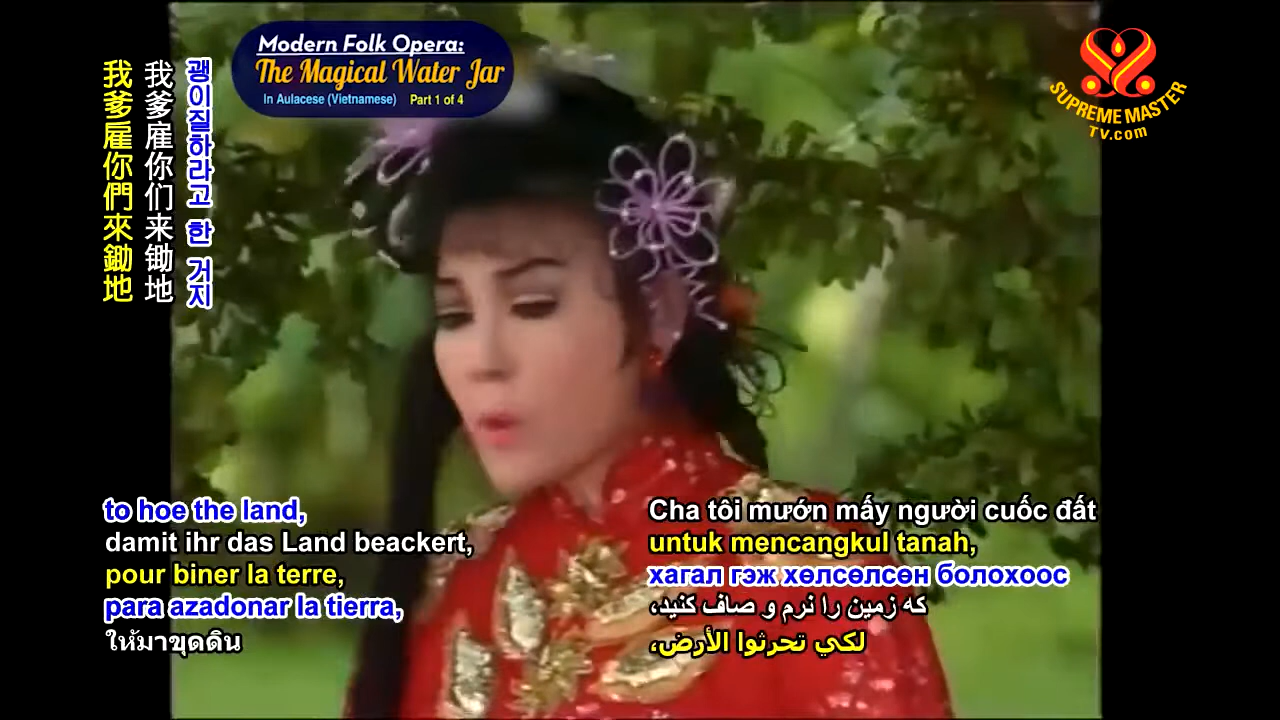 Modern Folk Opera:
The Magical Water Jar
In Aulacese (Vietnamese) Part 1 of 4
SUPREME MASTER
TV.com
괭이질하라고 한 거지
我爹雇你们来锄地
我爹雇你們來鋤地
to hoe the land,
damit ihr das Land beackert,
pour biner la terre,
para azadonar la tierra,
ให้มาขุดดิน
Cha tôi mướn mấy người cuốc đất
untuk mencangkul tanah,
хагал гэж хөлсөлсөн болохоос
که زمین را نرم و صاف کنید،
لكي تحرثوا الأرض،